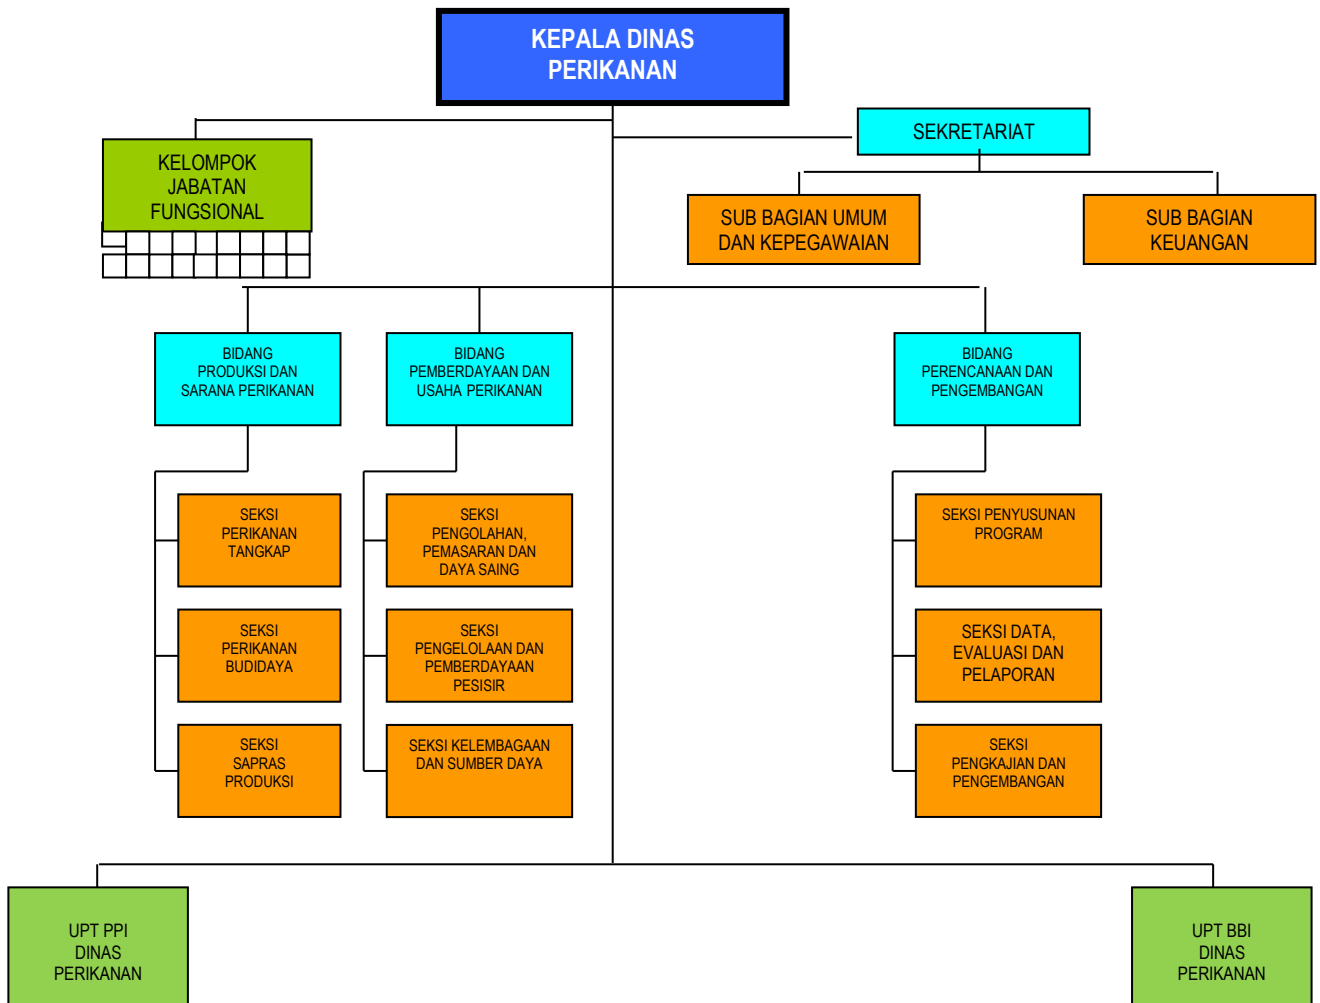 KEPALA DINAS
PERIKANAN
SEKRETARIAT
KELOMPOK
JABATAN
FUNGSIONAL
SUB BAGIAN UMUM
DAN KEPEGAWAIAN
SUB BAGIAN
KEUANGAN
BIDANG
PRODUKSI DAN
SARANA PERIKANAN
BIDANG
PEMBERDAYAAN DAN
USAHA PERIKANAN
BIDANG
PERENCANAAN DAN
PENGEMBANGAN
SEKSI
PERIKANAN
TANGKAP
SEKSI
PENGOLAHAN,
PEMASARAN DAN
DAYA SAING
SEKSI PENYUSUNAN
PROGRAM
SEKSI
PERIKANAN
BUDIDAYA
SEKSI
PENGELOLAAN DAN
PEMBERDAYAAN
PESISIR
SEKSI DATA,
EVALUASI DAN
PELAPORAN
SEKSI
SAPRAS
PRODUKSI
SEKSI KELEMBAGAAN
DAN SUMBER DAYA
SEKSI
PENGKAJIAN DAN
PENGEMBANGAN
UPT PPI
DINAS
PERIKANAN
UPT BBI
DINAS
PERIKANAN